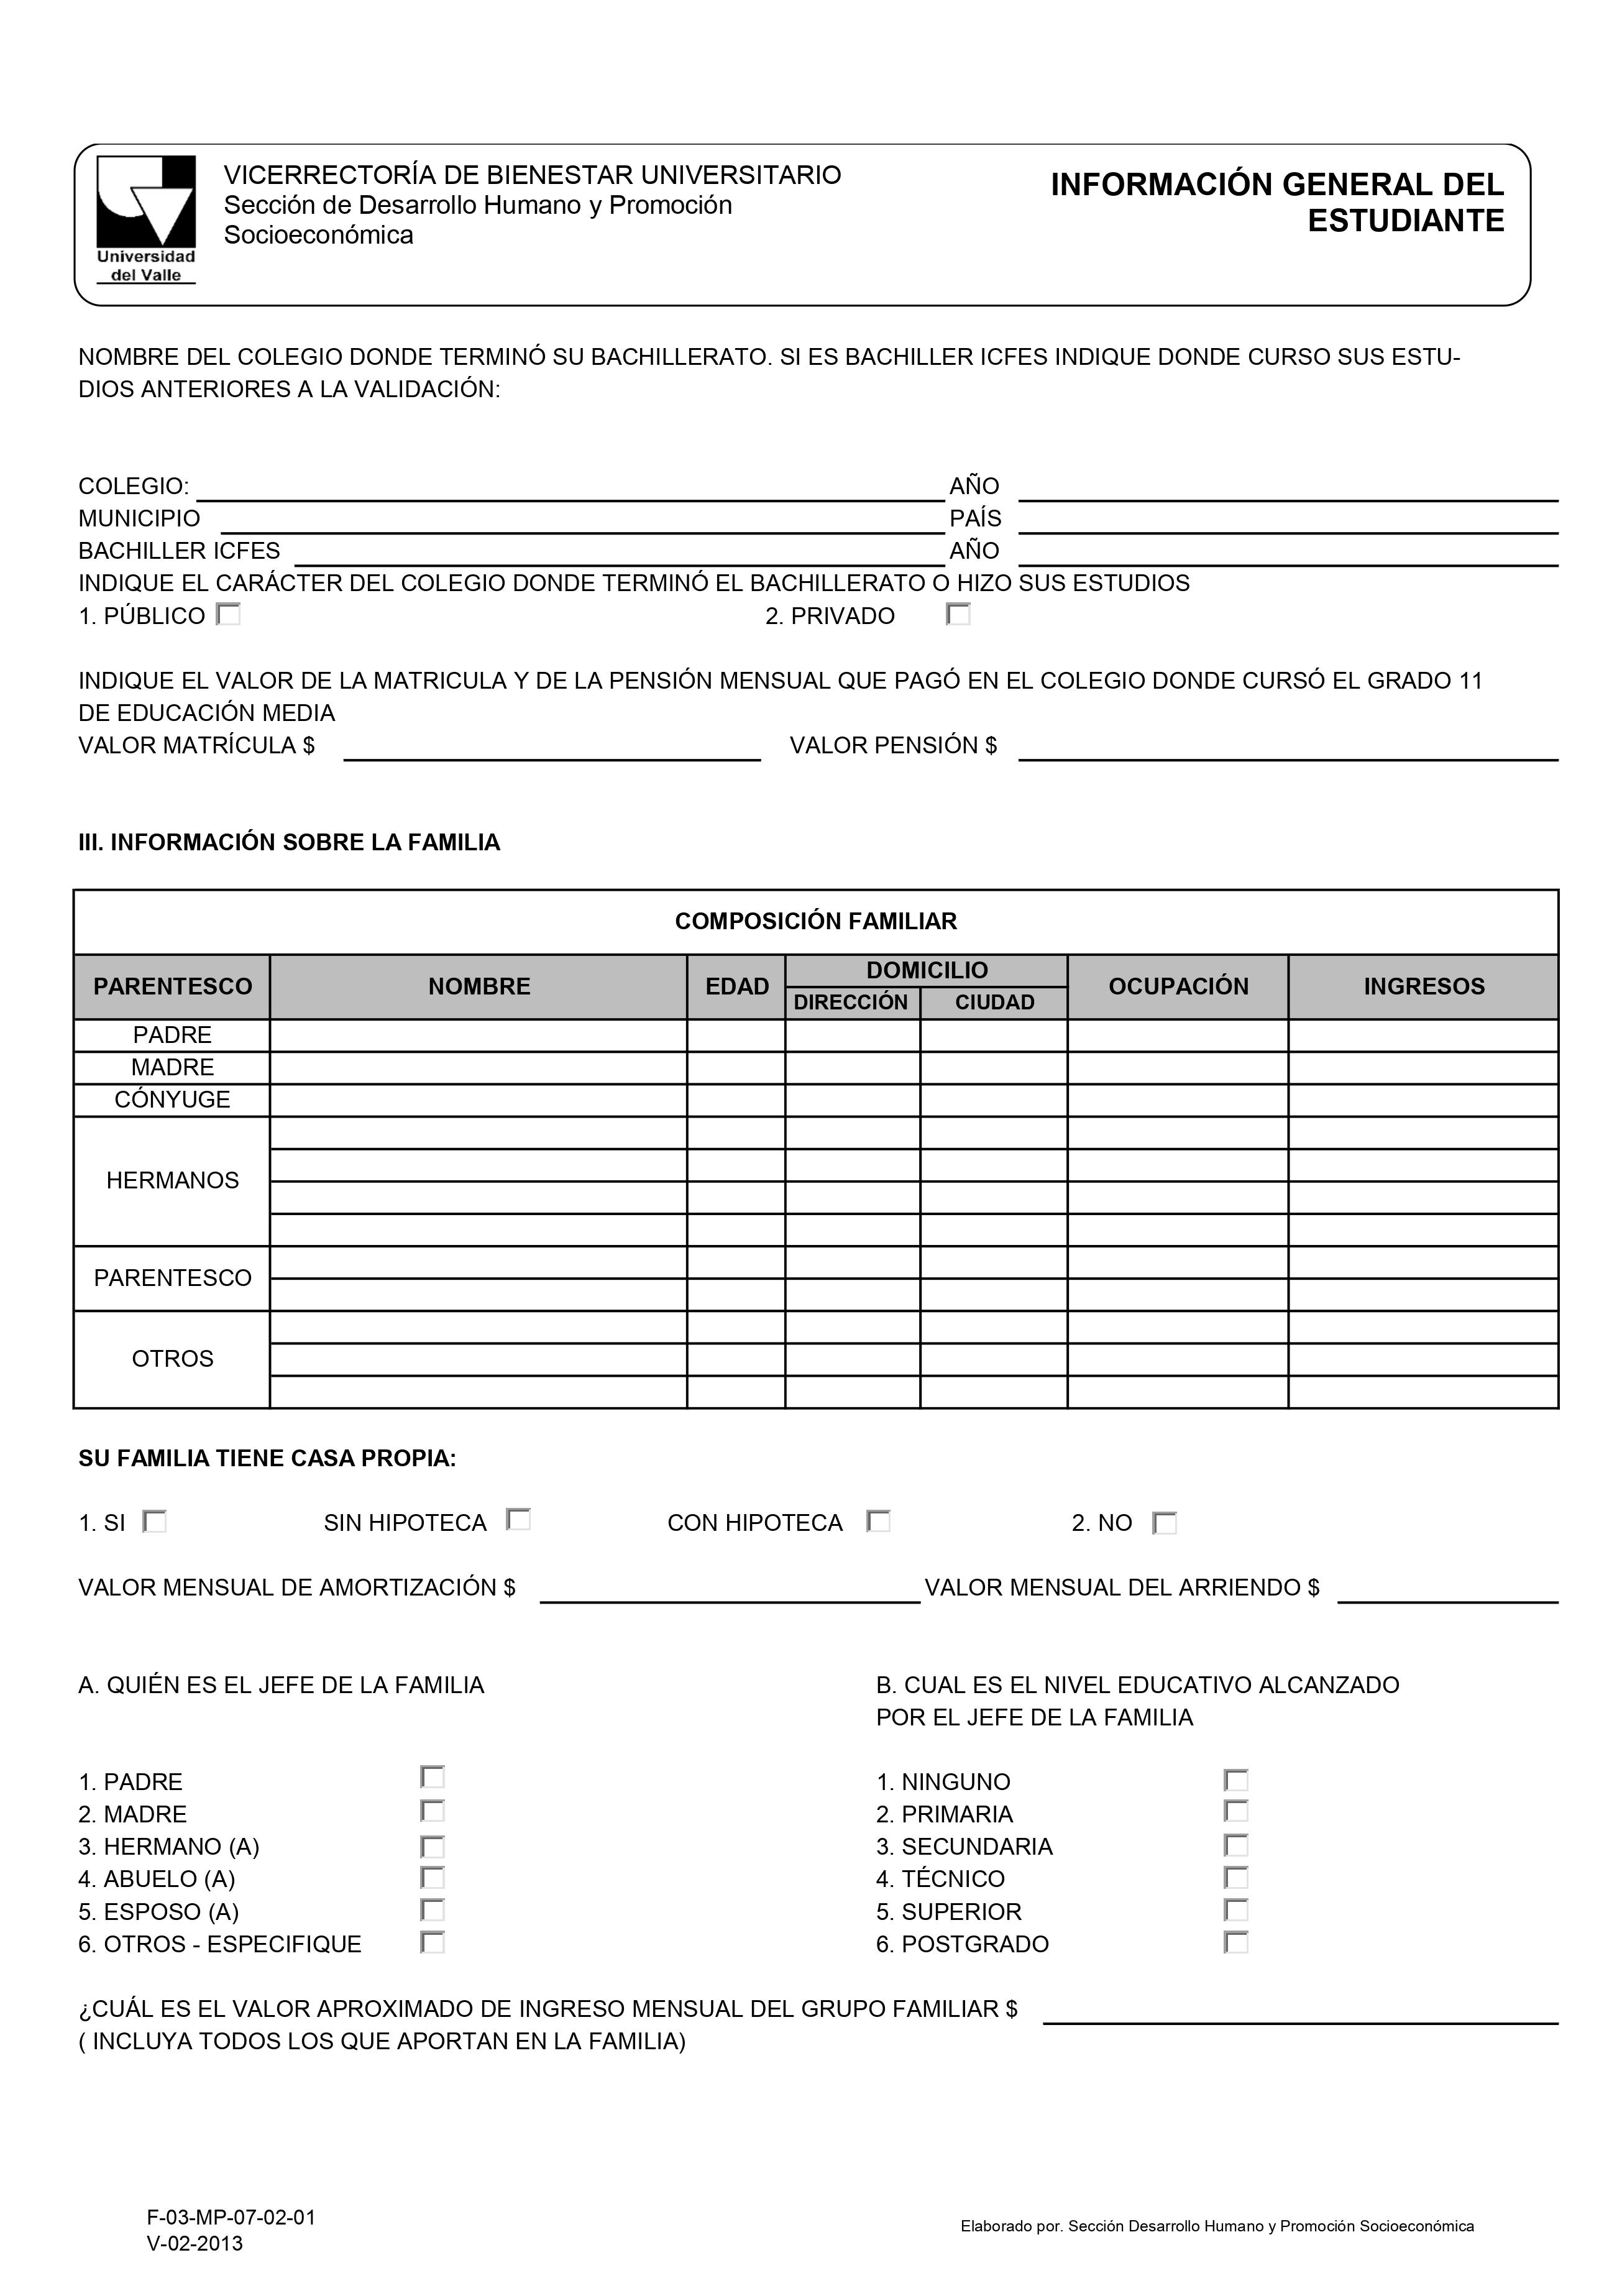 VICERRECTORÍA DE BIENESTAR UNIVERSITARIO
Sección de Desarrollo Humano y Promoción
Socioeconómica
INFORMACIÓN GENERAL DEL
ESTUDIANTE
Universidad
del Valle
NOMBRE DEL COLEGIO DONDE TERMINÓ SU BACHILLERATO. SI ES BACHILLER ICFES INDIQUE DONDE CURSO SUS ESTU-
DIOS ANTERIORES A LA VALIDACIÓN:
COLEGIO: AÑO
MUNICIPIO PAÍS
BACHILLER ICFES AÑO
INDIQUE EL CARÁCTER DEL COLEGIO DONDE TERMINÓ EL BACHILLERATO O HIZO SUS ESTUDIOS
1. PÚBLICO 2. PRIVADO
INDIQUE EL VALOR DE LA MATRICULA Y DE LA PENSIÓN MENSUAL QUE PAGÓ EN EL COLEGIO DONDE CURSÓ EL GRADO 11
DE EDUCACIÓN MEDIA
VALOR MATRÍCULA $ VALOR PENSIÓN $
III. INFORMACIÓN SOBRE LA FAMILIA
COMPOSICIÓN FAMILIAR
PARENTESCO NOMBRE EDAD DOMICILIO OCUPACIÓN INGRESOS
DIRECCIÓN CIUDAD
PADRE
MADRE
CÓNYUGE
HERMANOS
PARENTESCO
OTROS
SU FAMILIA TIENE CASA PROPIA:
1. SI SIN HIPOTECA CON HIPOTECA 2. NO
VALOR MENSUAL DE AMORTIZACIÓN $ VALOR MENSUAL DEL ARRIENDO $
A. QUIÉN ES EL JEFE DE LA FAMILIA
B. CUAL ES EL NIVEL EDUCATIVO ALCANZADO
POR EL JEFE DE LA FAMILIA
1. PADRE 1. NINGUNO
2. MADRE 2. PRIMARIA
3. HERMANO (A) 3. SECUNDARIA
4. ABUELO (A) 4. TÉCNICO
5. ESPOSO (A) 5. SUPERIOR
6. OTROS - ESPECIFIQUE 6. POSTGRADO
¿CUÁL ES EL VALOR APROXIMADO DE INGRESO MENSUAL DEL GRUPO FAMILIAR $
( INCLUYA TODOS LOS QUE APORTAN EN LA FAMILIA)
F-03-MP-07-02-01
V-02-2013
Elaborado por. Sección Desarrollo Humano y Promoción Socioeconómica